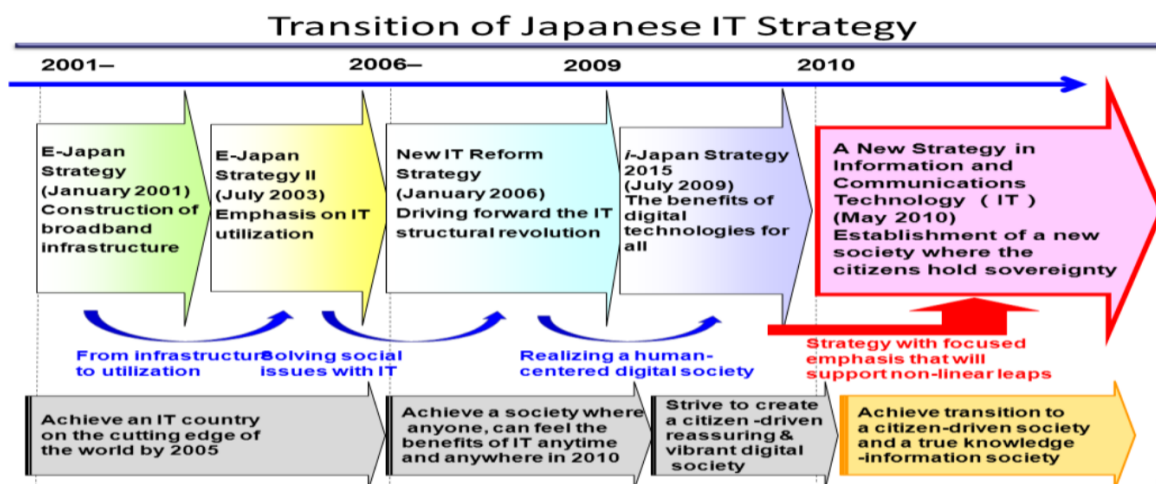 Transition of Japanese IT Strategy
2001–
2006–
2009
2010
E-Japan
Strategy
(January 2001)
Construction of
broadband
infrastructure
E-Japan
Strategy II
(July 2003)
Emphasis on IT
utilization
New IT Reform
Strategy
(January 2006)
Driving forward the IT
structural revolution
i-Japan Strategy
2015
(July 2009)
The benefits of
digital
technologies for
all
A New Strategy in
Information and
Communications
Technology ( IT )
(May 2010)
Establishment of a new
society where the
citizens hold sovereignty
From infrastructure
to utilization
Solving social
issues with IT
Realizing a human-
centered digital society
Strategy with focused
emphasis that will
support non-linear leaps
Achieve an IT country
on the cutting edge of
the world by 2005
Achieve a society where
anyone, can feel the
benefits of IT anytime
and anywhere in 2010
Strive to create
a citizen -driven
reassuring &
vibrant digital
society
Achieve transition to
a citizen-driven society
and a true knowledge
-information society